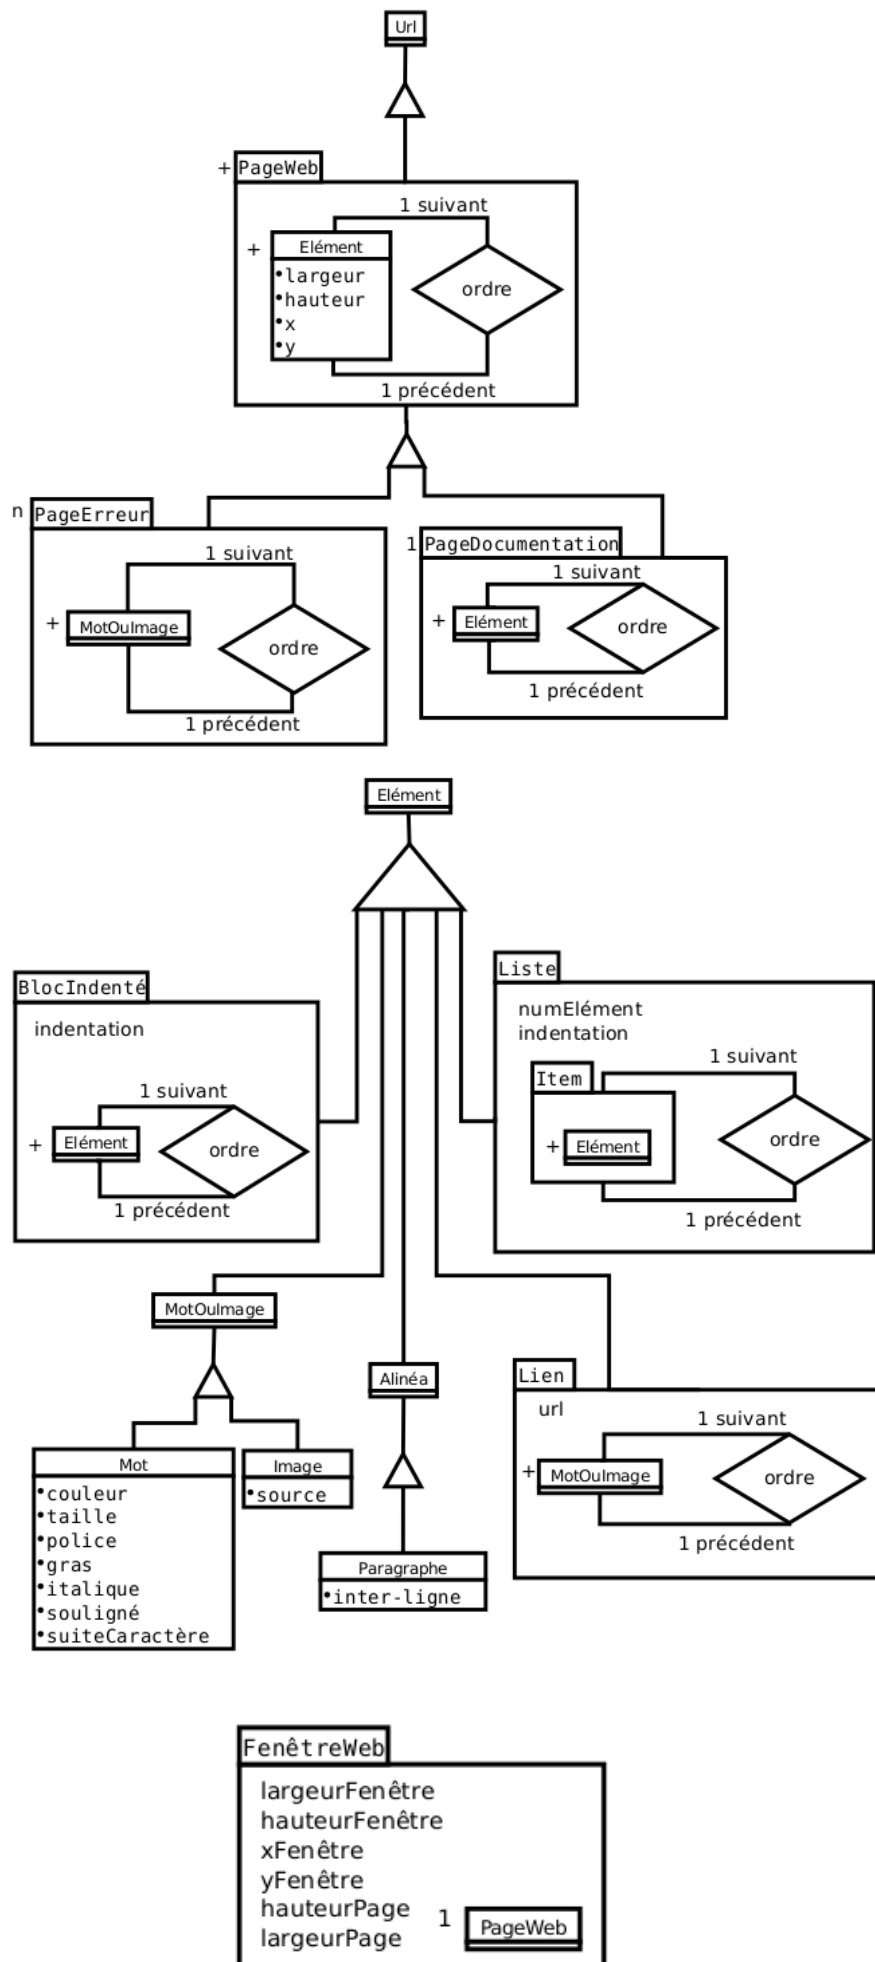 Url
+ PageWeb
1 suivant
+ Elément
•largeur
•hauteur
•x
•y
ordre
1 précédent
n PageErreur
1 suivant
+ MotOuImage
ordre
1 précédent
1 PageDocumentation
1 suivant
+ Elément
ordre
1 précédent
Elément
BlocIndenté
indentation
1 suivant
+ Elément
ordre
1 précédent
Liste
numElément
indentation
1 suivant
Item
+ Elément
ordre
1 précédent
MotOuImage
Alinéa
Mot
•couleur
•taille
•police
•gras
•italique
•souligné
•suiteCaractère
Image
•source
Paragraphe
•inter-ligne
Lien
url
1 suivant
+ MotOuImage
ordre
1 précédent
FenêtreWeb
largeurFenêtre
hauteurFenêtre
xFenêtre
yFenêtre
hauteurPage
largeurPage
1 PageWeb